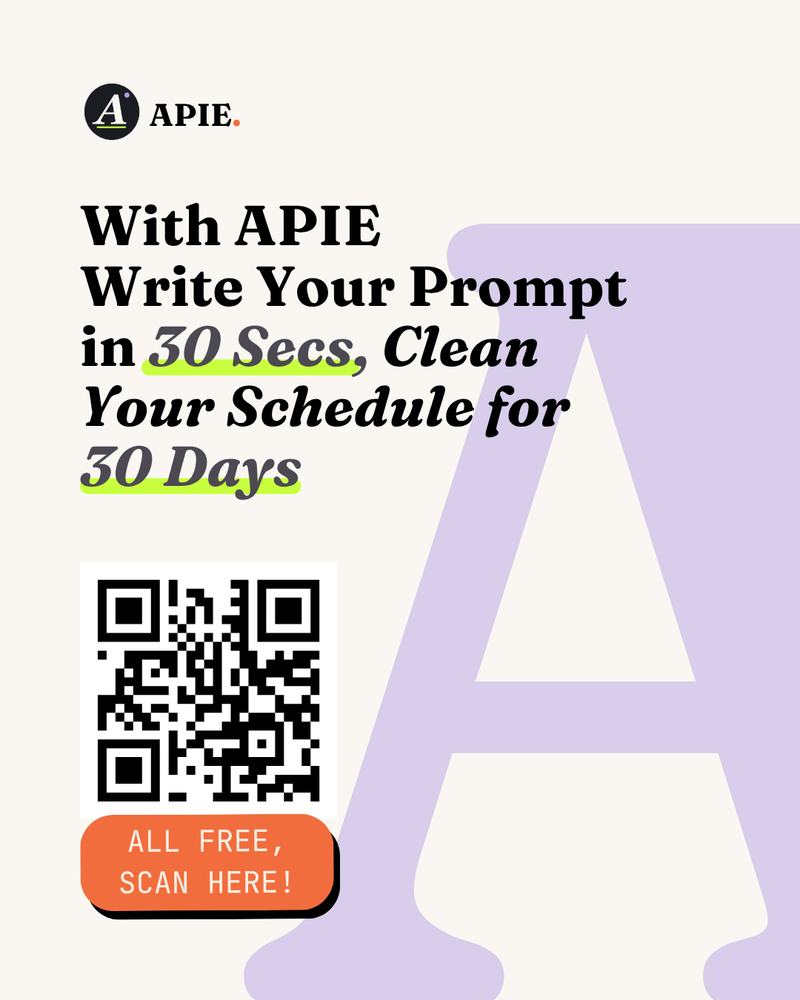 A APIE.
With APIE
Write Your Prompt
in 30 Secs, Clean
Your Schedule for
30 Days
ALL FREE,
SCAN HERE!